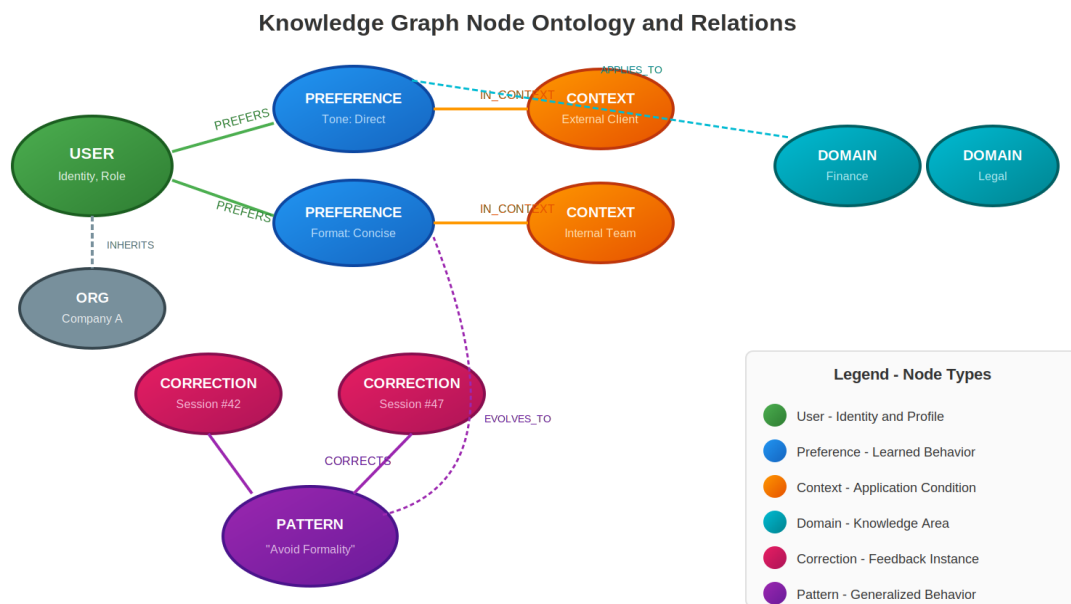 Knowledge Graph Node Ontology and Relations
APPLIES_TO
PREFERENCE
Tone: Direct
IN_CONTEXT
CONTEXT
External Client
PREFERS
USER
Identity, Role
DOMAIN
Finance
DOMAIN
Legal
PREFERS
PREFERENCE
Format: Concise
IN_CONTEXT
CONTEXT
Internal Team
INHERITS
ORG
Company A
CORRECTION
Session #42
CORRECTION
Session #47
EVOLVES_TO
CORRECTS
PATTERN
"Avoid Formality"
Legend - Node Types
User - Identity and Profile
Preference - Learned Behavior
Context - Application Condition
Domain - Knowledge Area
Correction - Feedback Instance
Pattern - Generalized Behavior